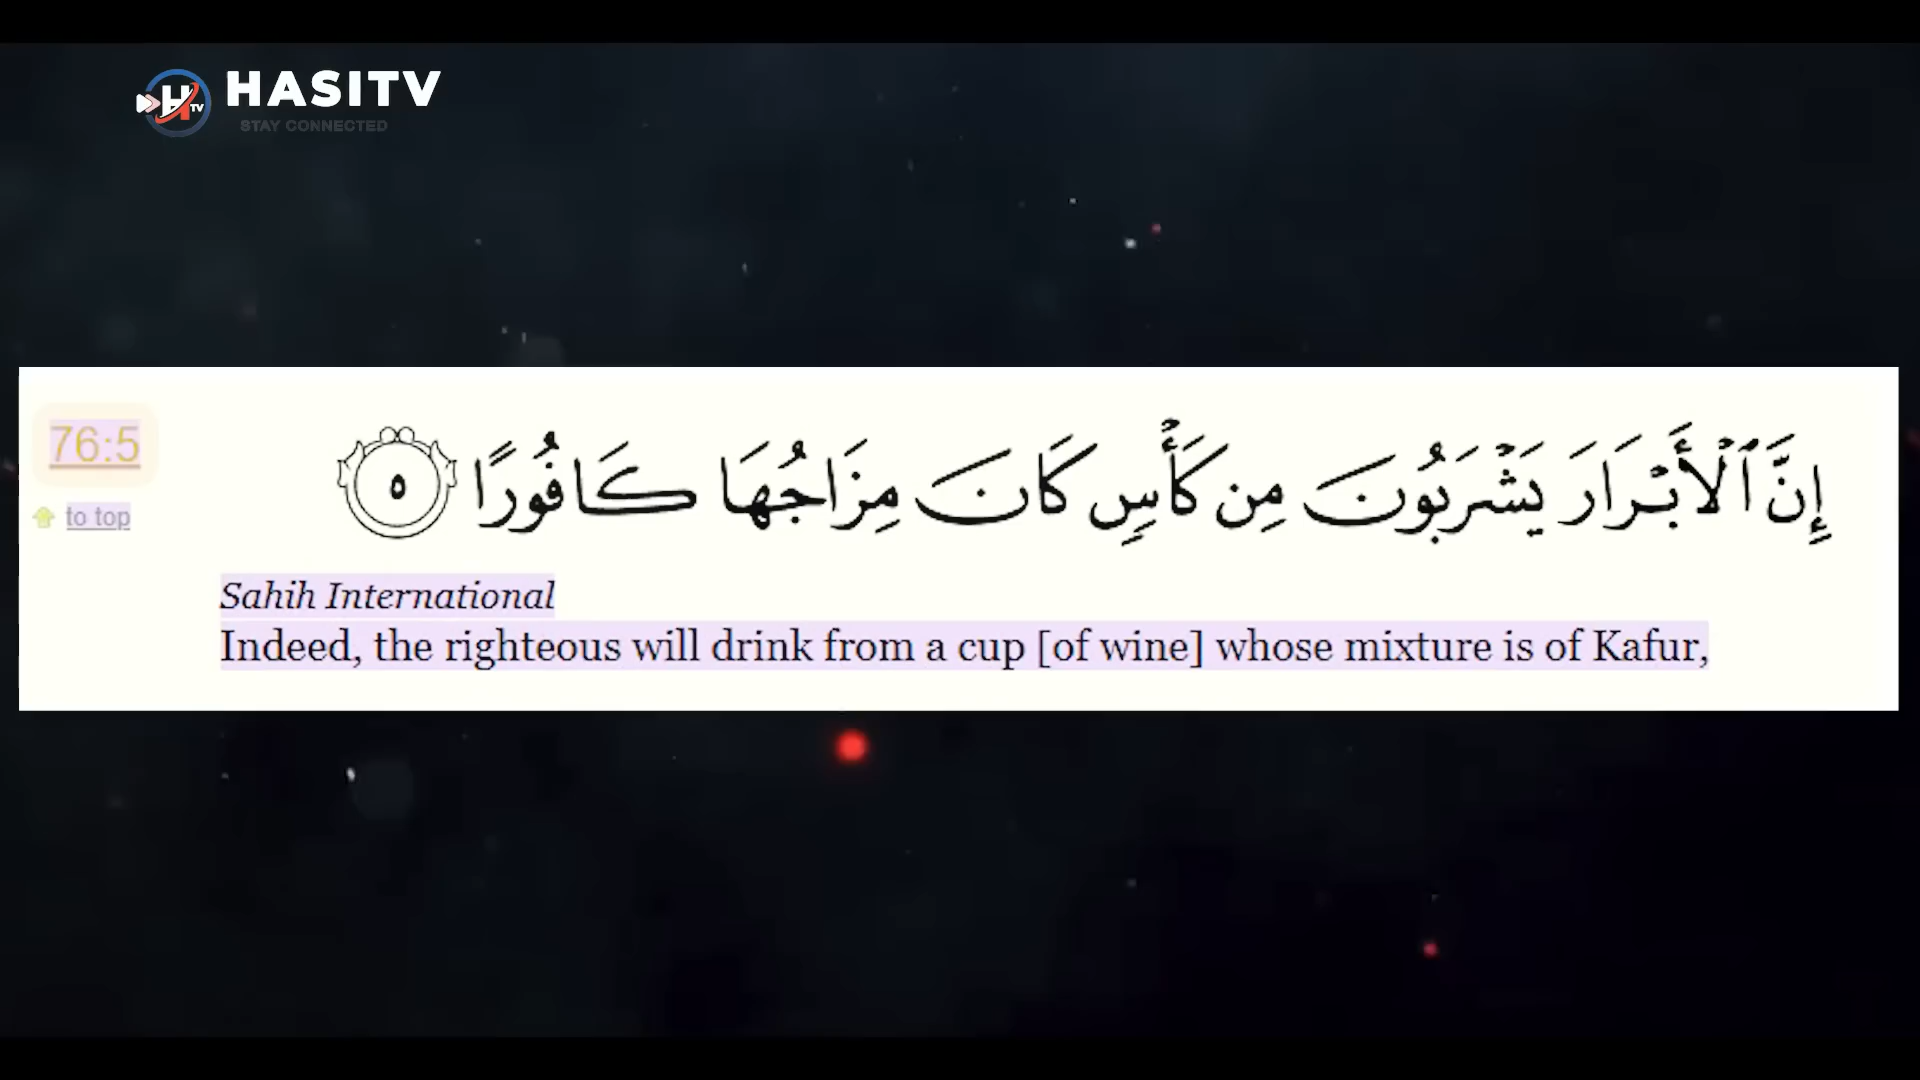 HTV HASITV
STAY CONNECTED
76:5
to top
إِنَّ ٱلْأَبْرَارَ يَشْرَبُونَ مِن كَأْسٍ كَانَ مِزَاجُهَا كَافُورًا ٥
Sahih International
Indeed, the righteous will drink from a cup [of wine] whose mixture is of Kafur,